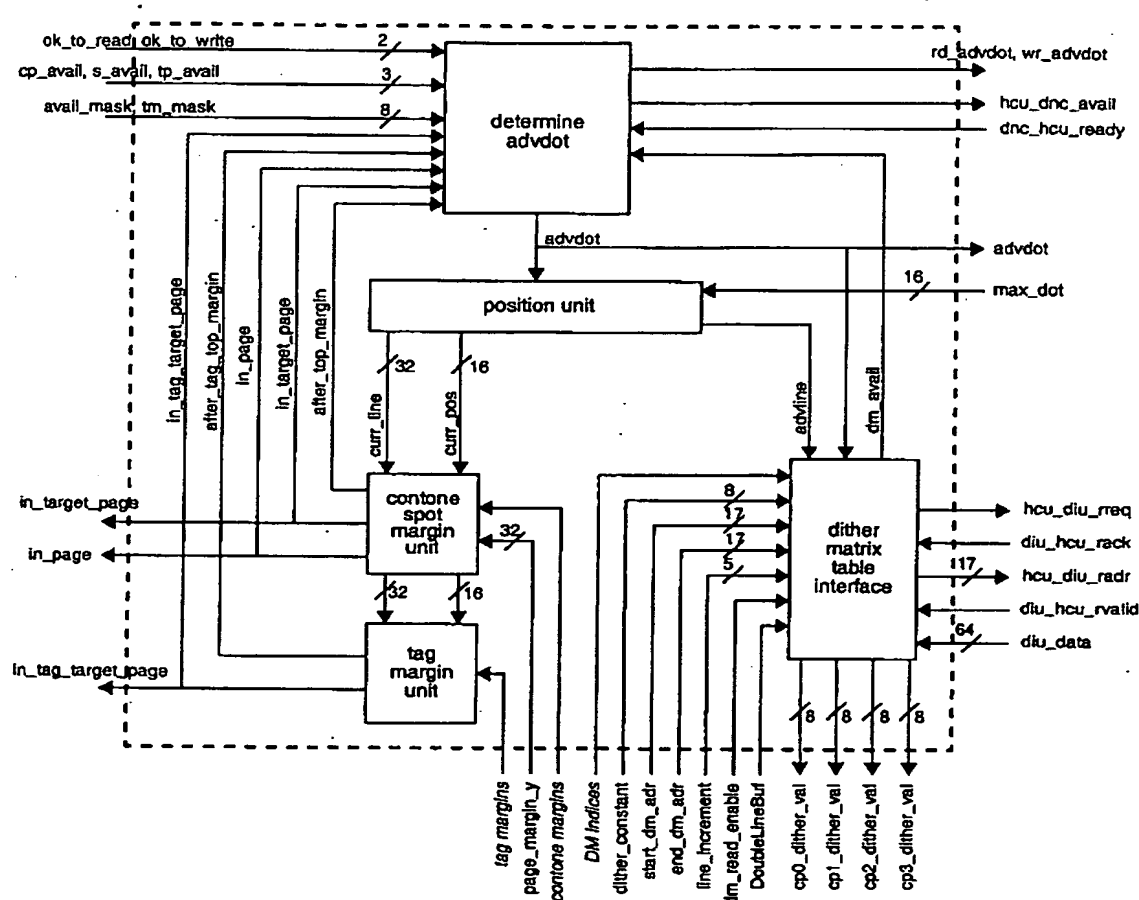 ok_to_read, ok_to_write
2
rd_advdot, wr_advdot
cp_avail, s_avail, tp_avail
3
hcu_dnc_avail
avail_mask, tm_mask
8
determine
advdot
dnc_hcu_ready
advdot
advdot
position unit
16
max_dot
in_tag_target_page
after_tag_top_margin
in_page
in_target_page
after_top_margin
32
16
curr_line
curr_pos
advline
dm_avail
in_target_page
in_page
contone
spot
margin
unit
32
32
16
8
17
17
5
dither
matrix
table
interface
hcu_diu_rreq
diu_hcu_rack
17
hcu_diu_radr
diu_hcu_rvalid
64
diu_data
tag
margin
unit
in_tag_target_page
8
8
8
8
tag margins
page_margin_y
contone margins
DM indices
dither_constant
start_dm_adr
end_dm_adr
line_increment
dm_read_enable
DoubleLineBuf
cp0_dither_val
cp1_dither_val
cp2_dither_val
cp3_dither_val